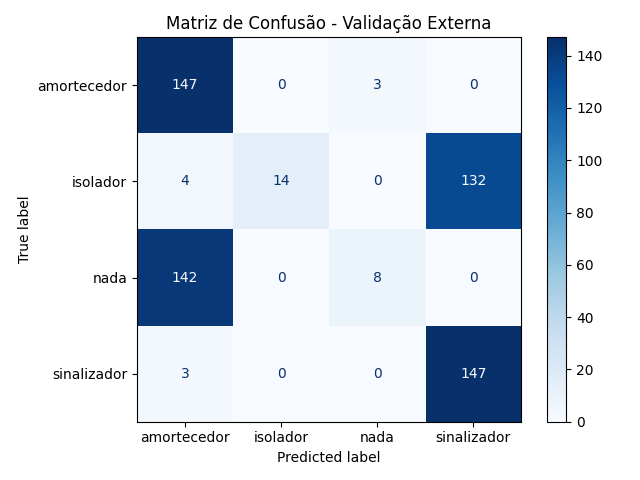 Matriz de Confusão - Validação Externa
amortecedor 147 0 3 0
isolador 4 14 0 132
nada 142 0 8 0
sinalizador 3 0 0 147
amortecedor isolador nada sinalizador
Predicted label
True label
140
120
100
80
60
40
20
0